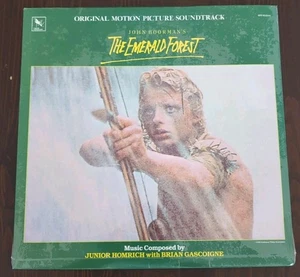 ORIGINAL MOTION PICTURE SOUNDTRACK
JOHN BOORMAN'S
THE EMERALD FOREST
Music Composed by
JUNIOR HOMRICH with BRIAN GASCOIGNE